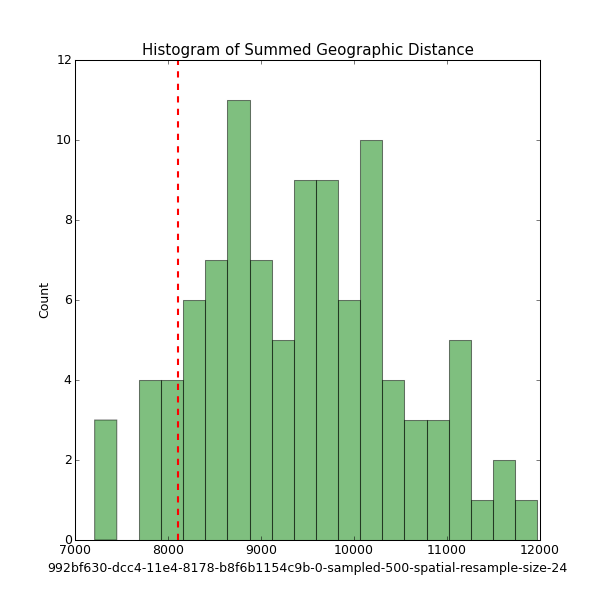 Histogram of Summed Geographic Distance
12
10
8
6
4
2
0
Count
7000 8000 9000 10000 11000 12000
992bf630-dcc4-11e4-8178-b8f6b1154c9b-0-sampled-500-spatial-resample-size-24